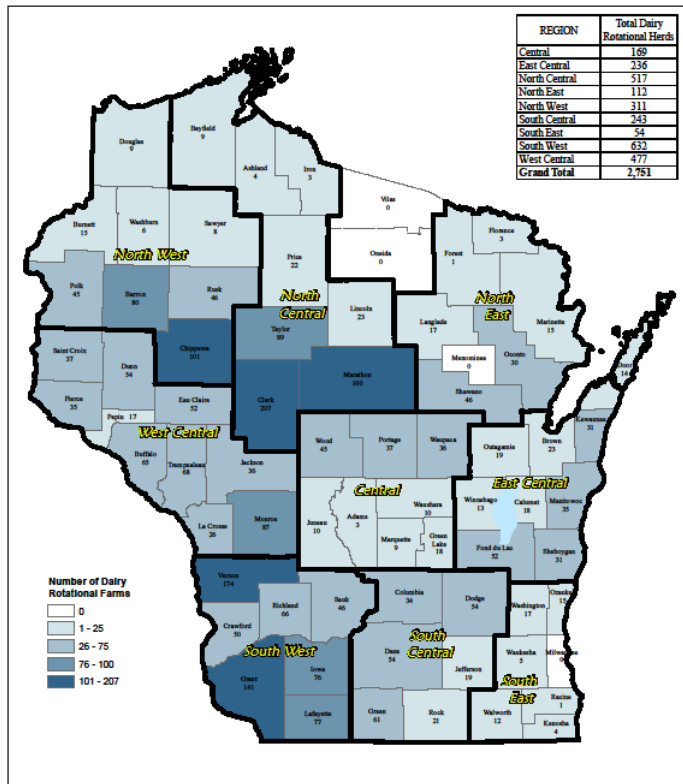 REGION
Total Dairy
Rotational Herds
Central 169
East Central 236
North Central 517
North East 112
North West 311
South Central 243
South East 54
South West 632
West Central 477
Grand Total 2,751
Douglas
9
Bayfield
9
Ashland
4
Iron
3
Vilas
0
Florence
3
Burnett
15
Washburn
6
Sawyer
8
North West
Price
22
Oneida
0
Forest
1
North East
Marinette
15
Polk
45
Barron
80
Rusk
46
North Central
Lincoln
23
Taylor
89
Langlade
17
Menominee
0
Oconto
30
Door
14
Chippewa
101
Saint Croix
37
Dunn
54
Clark
207
Marathon
160
Shawano
46
Pierce
35
Pepin 17
Eau Claire
52
West Central
Buffalo
65
Trempealeau
68
Jackson
36
Wood
45
Portage
37
Waupaca
36
Outagamie
19
Brown
23
Kewaunee
31
Central
East Central
Juneau
10
Adams
3
Waushara
10
Winnebago
13
Calumet
18
Manitowoc
35
La Crosse
26
Monroe
87
Marquette
9
Green
Lake
18
Fond du Lac
52
Sheboygan
31
Vernon
174
Crawford
50
Richland
66
Sauk
46
Columbia
34
Dodge
54
Washington
17
Ozaukee
15
South West
South Central
Grant
141
Iowa
76
Dane
54
Jefferson
19
Waukesha
5
Milwaukee
0
South East
Lafayette
77
Green
61
Rock
21
Walworth
12
Racine
1
Kenosha
4
Number of Dairy
Rotational Farms
0
1 - 25
26 - 75
76 - 100
101 - 207